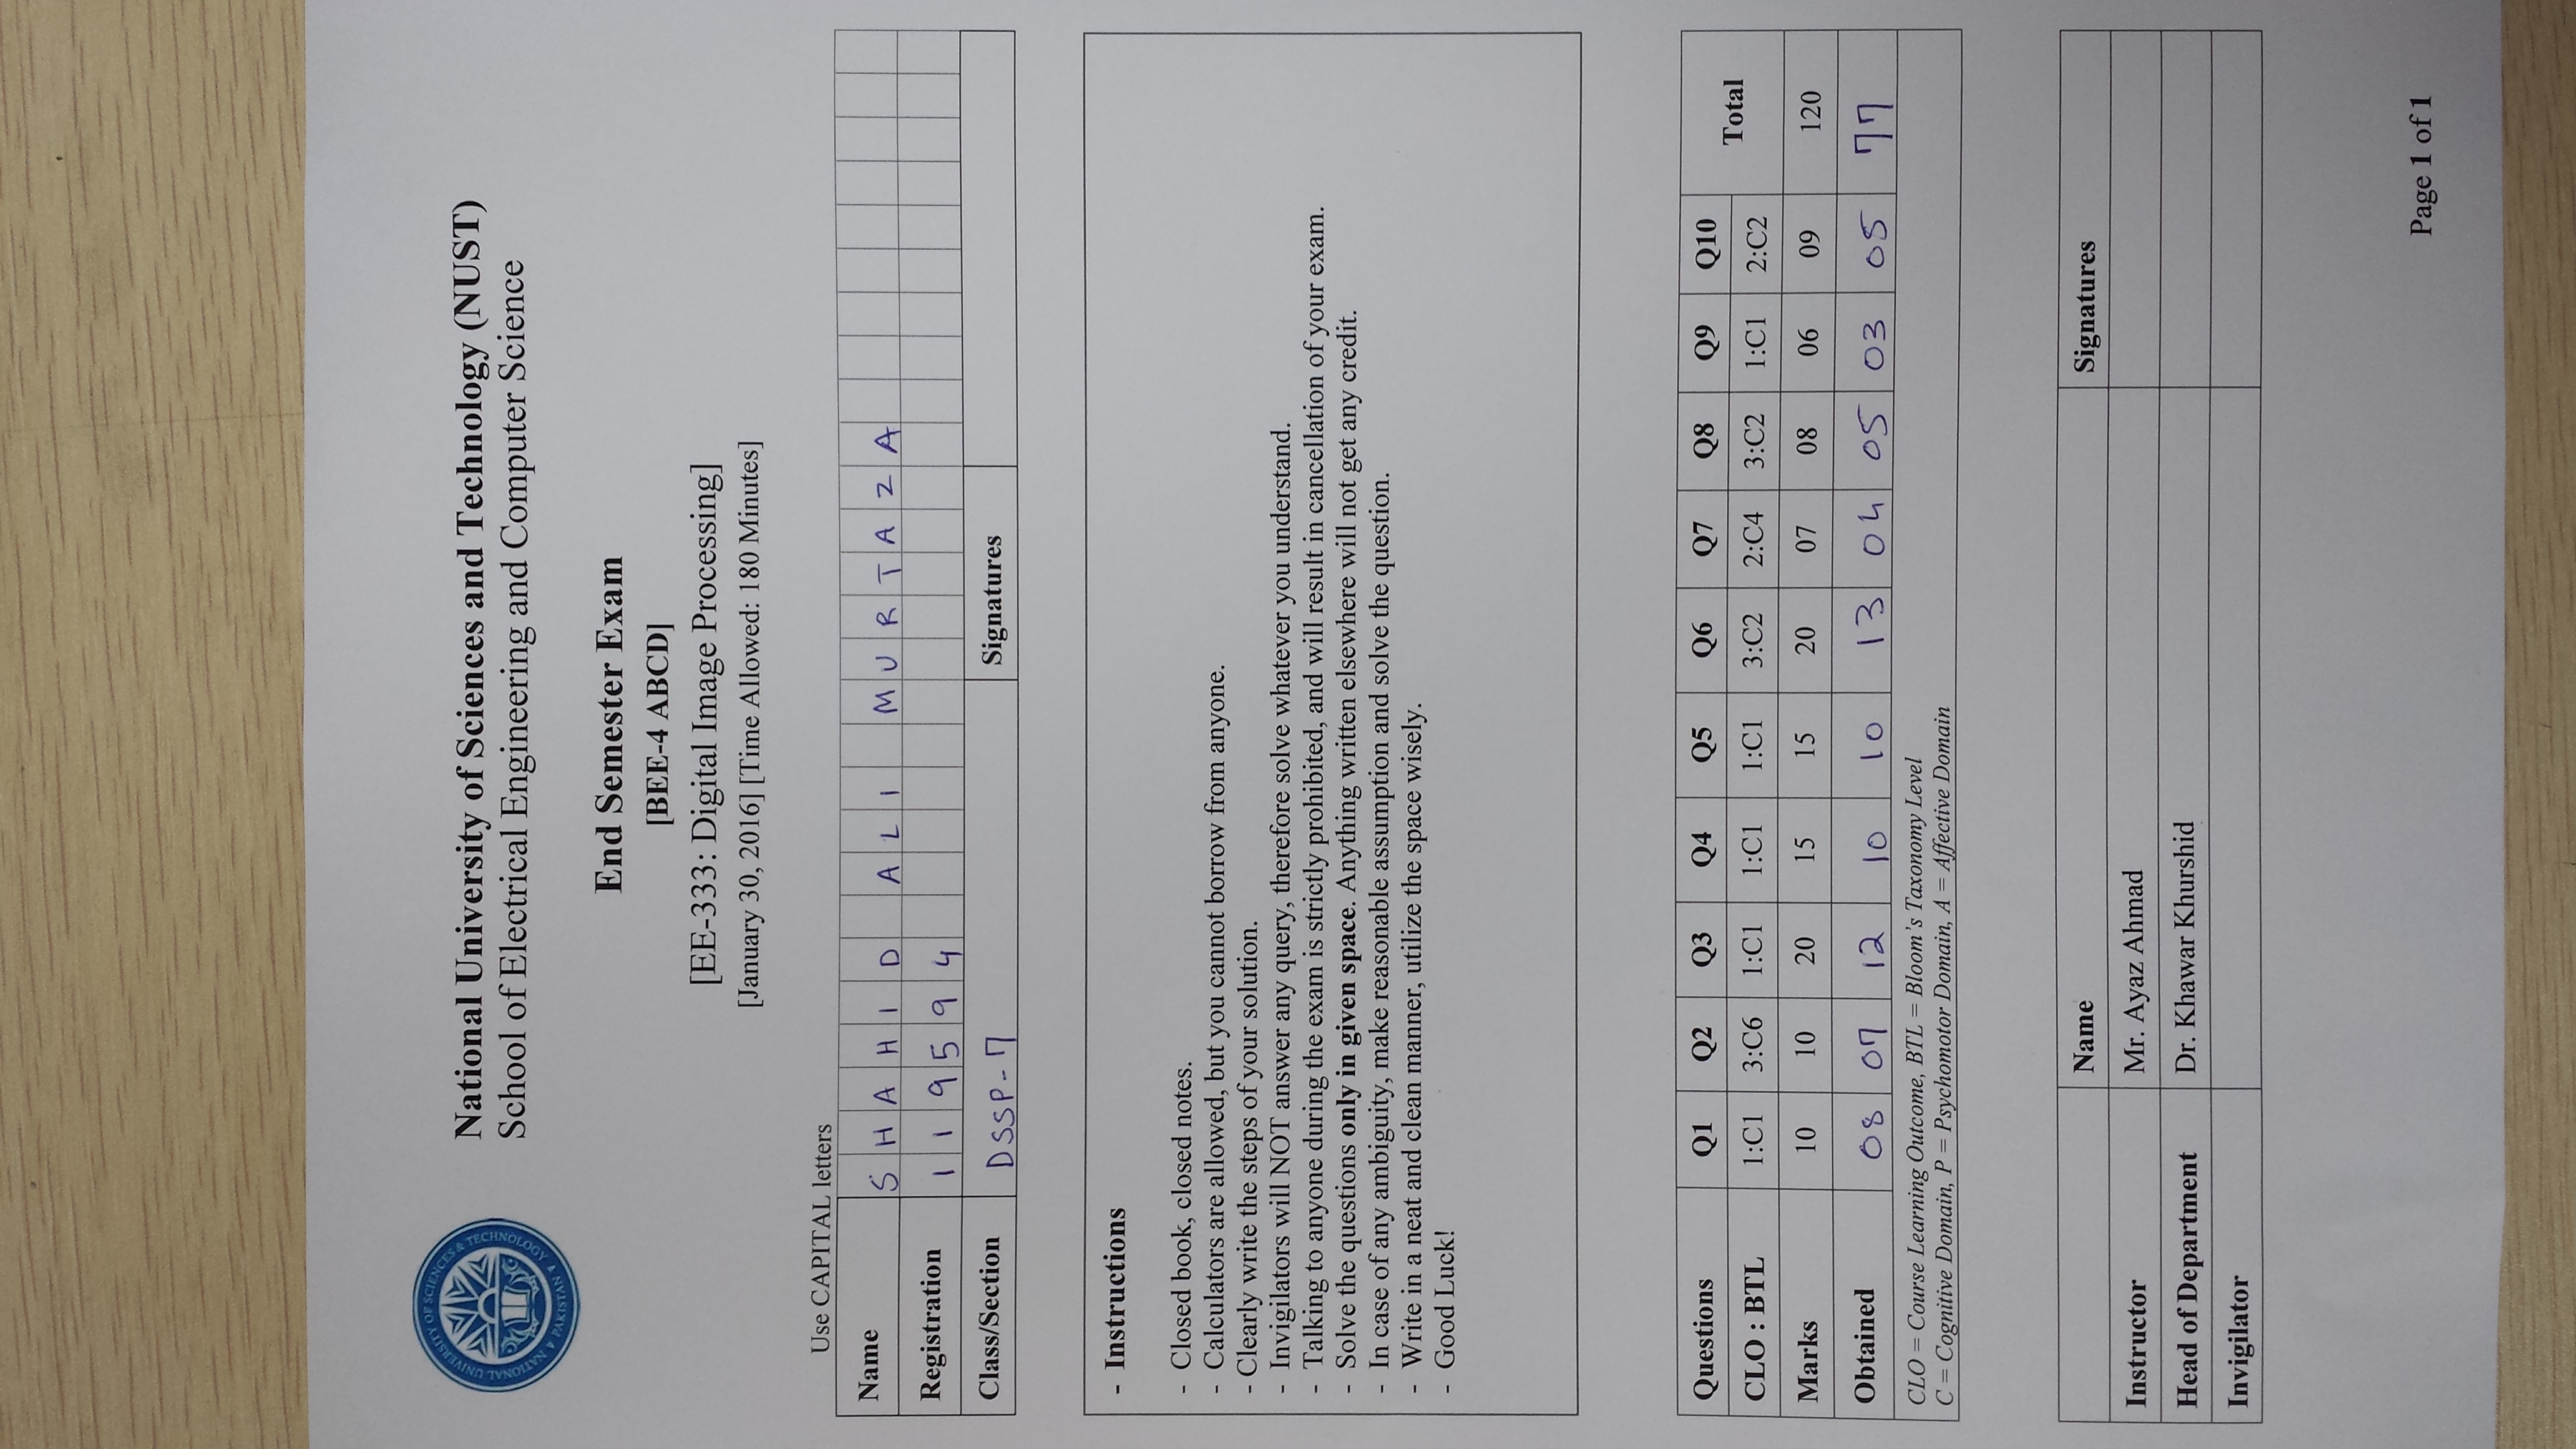 NATIONAL UNIVERSITY OF SCIENCES & TECHNOLOGY
PAKISTAN
National University of Sciences and Technology (NUST)
School of Electrical Engineering and Computer Science
End Semester Exam
[BEE-4 ABCD]
[EE-333: Digital Image Processing]
[January 30, 2016] [Time Allowed: 180 Minutes]
Use CAPITAL letters
Name SHAHID ALI MURTAZA
Registration 119594
Class/Section DSSP-7 Signatures
- Instructions
- Closed book, closed notes.
- Calculators are allowed, but you cannot borrow from anyone.
- Clearly write the steps of your solution.
- Invigilators will NOT answer any query, therefore solve whatever you understand.
- Talking to anyone during the exam is strictly prohibited, and will result in cancellation of your exam.
- Solve the questions only in given space. Anything written elsewhere will not get any credit.
- In case of any ambiguity, make reasonable assumption and solve the question.
- Write in a neat and clean manner, utilize the space wisely.
- Good Luck!
Questions Q1 Q2 Q3 Q4 Q5 Q6 Q7 Q8 Q9 Q10 Total
CLO : BTL 1:C1 3:C6 1:C1 1:C1 1:C1 3:C2 2:C4 3:C2 1:C1 2:C2
Marks 10 10 20 15 15 20 07 08 06 09 120
Obtained 08 07 12 10 10 13 04 05 03 05 77
CLO = Course Learning Outcome, BTL = Bloom's Taxonomy Level
C = Cognitive Domain, P = Psychomotor Domain, A = Affective Domain
Name Signatures
Instructor Mr. Ayaz Ahmad
Head of Department Dr. Khawar Khurshid
Invigilator
Page 1 of 1